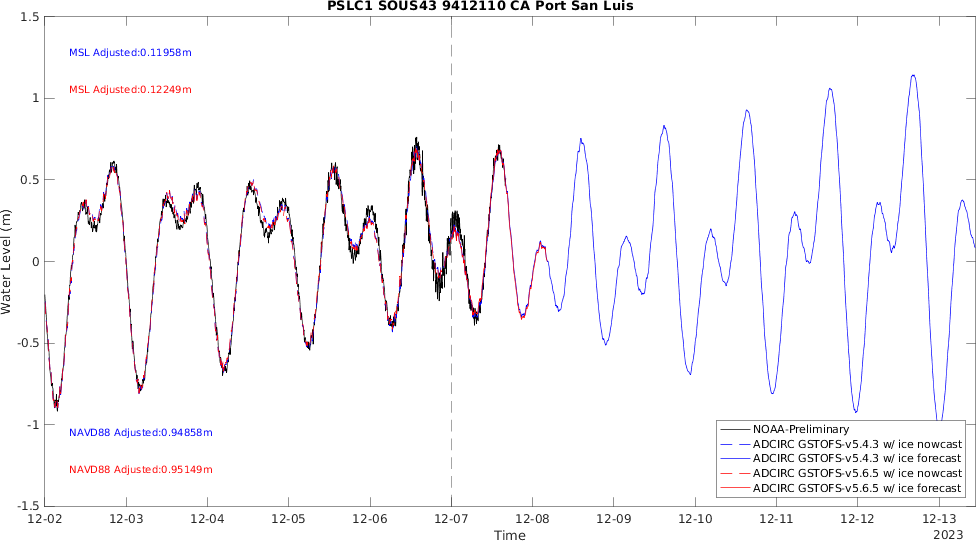 PSLC1 SOUS43 9412110 CA Port San Luis
1.5
MSL Adjusted:0.11958m
MSL Adjusted:0.12249m
1
0.5
0
-0.5
-1
-1.5
Water Level (m)
NAVD88 Adjusted:0.94858m
NAVD88 Adjusted:0.95149m
NOAA-Preliminary
ADCIRC GSTOFS-v5.4.3 w/ ice nowcast
ADCIRC GSTOFS-v5.4.3 w/ ice forecast
ADCIRC GSTOFS-v5.6.5 w/ ice nowcast
ADCIRC GSTOFS-v5.6.5 w/ ice forecast
12-02 12-03 12-04 12-05 12-06 12-07 12-08 12-09 12-10 12-11 12-12 12-13
Time
2023